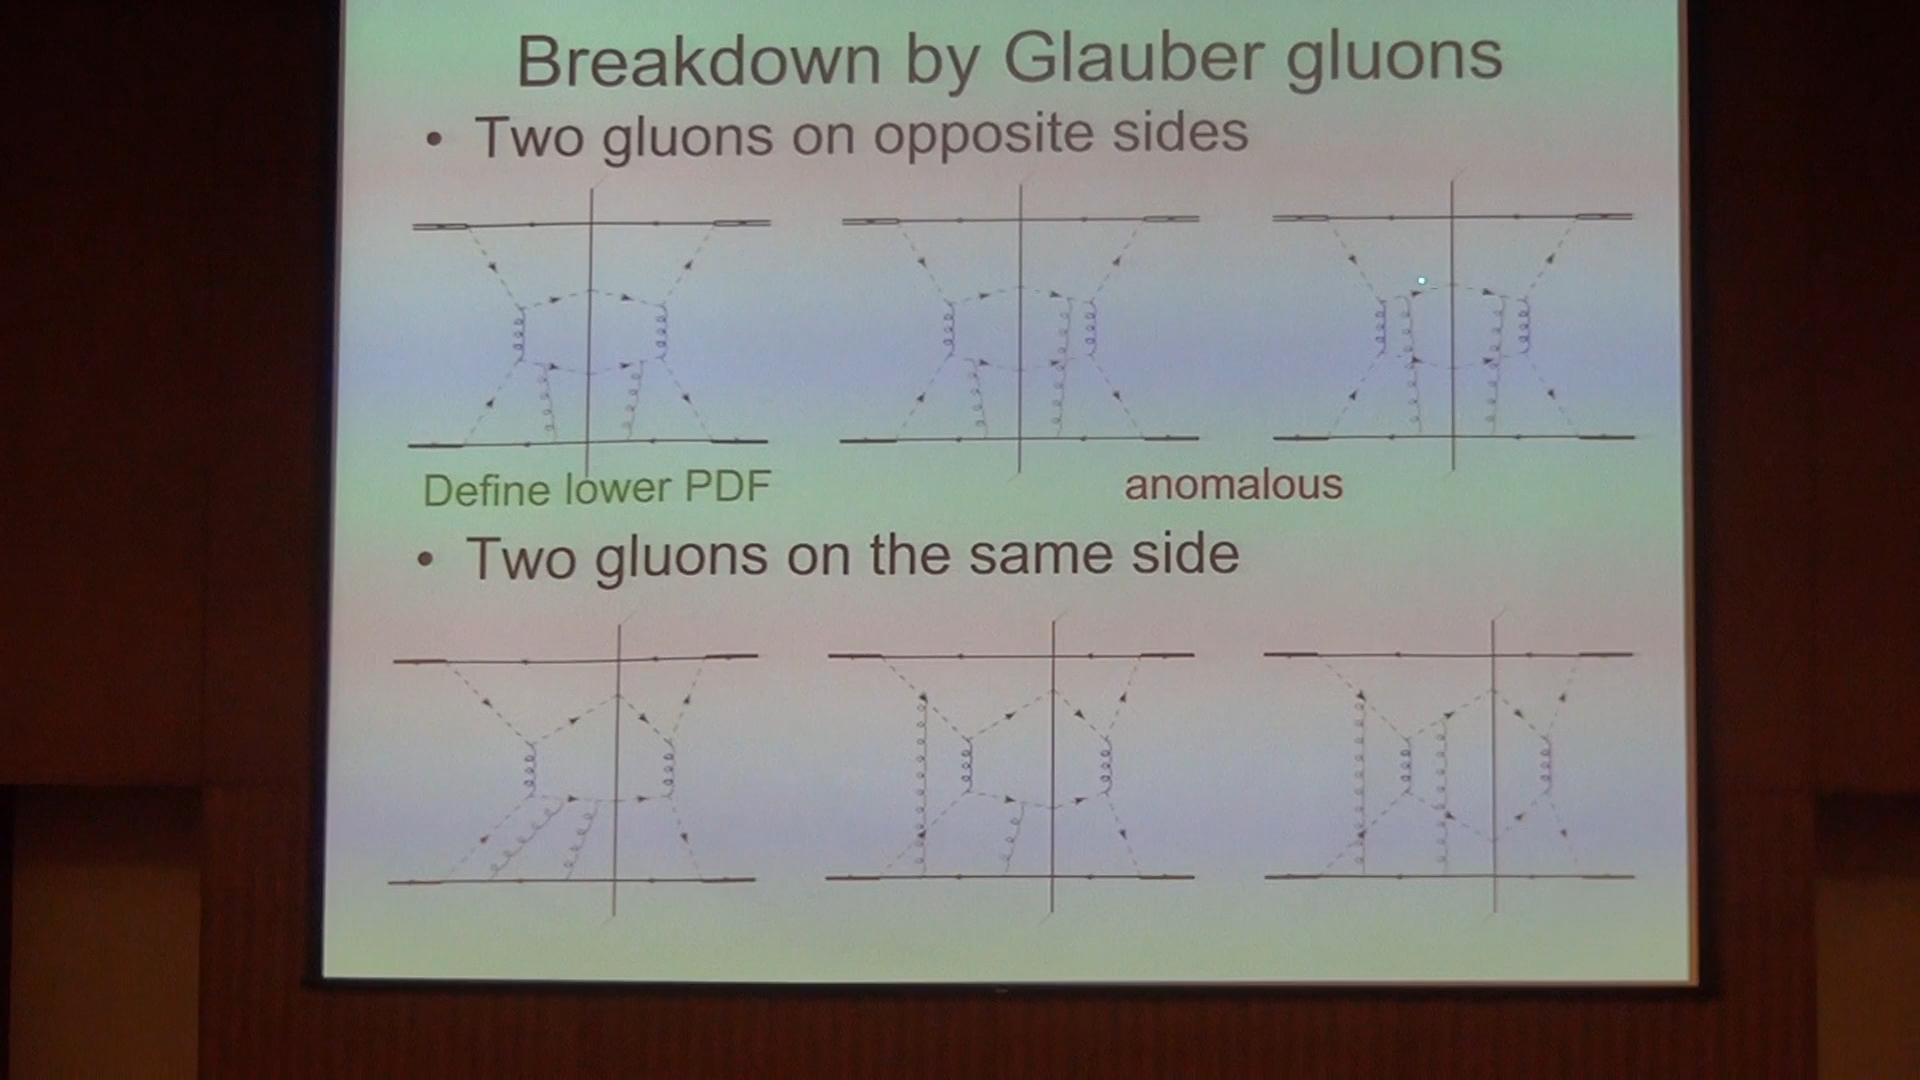 Breakdown by Glauber gluons
• Two gluons on opposite sides
Define lower PDF
anomalous
• Two gluons on the same side